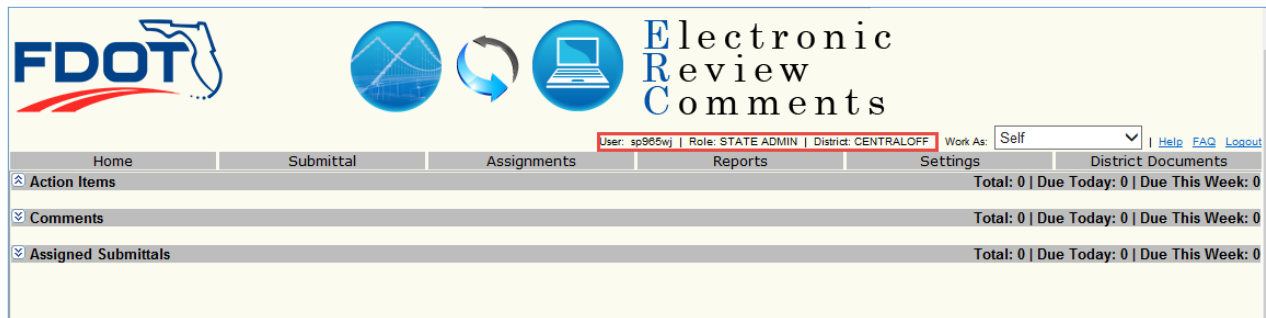 FDOT
Electronic
Review
Comments
User: sp965wj | Role: STATE ADMIN | District: CENTRALOFF Work As: Self | Help FAQ Logout
Home Submittal Assignments Reports Settings District Documents
Action Items Total: 0 | Due Today: 0 | Due This Week: 0
Comments Total: 0 | Due Today: 0 | Due This Week: 0
Assigned Submittals Total: 0 | Due Today: 0 | Due This Week: 0